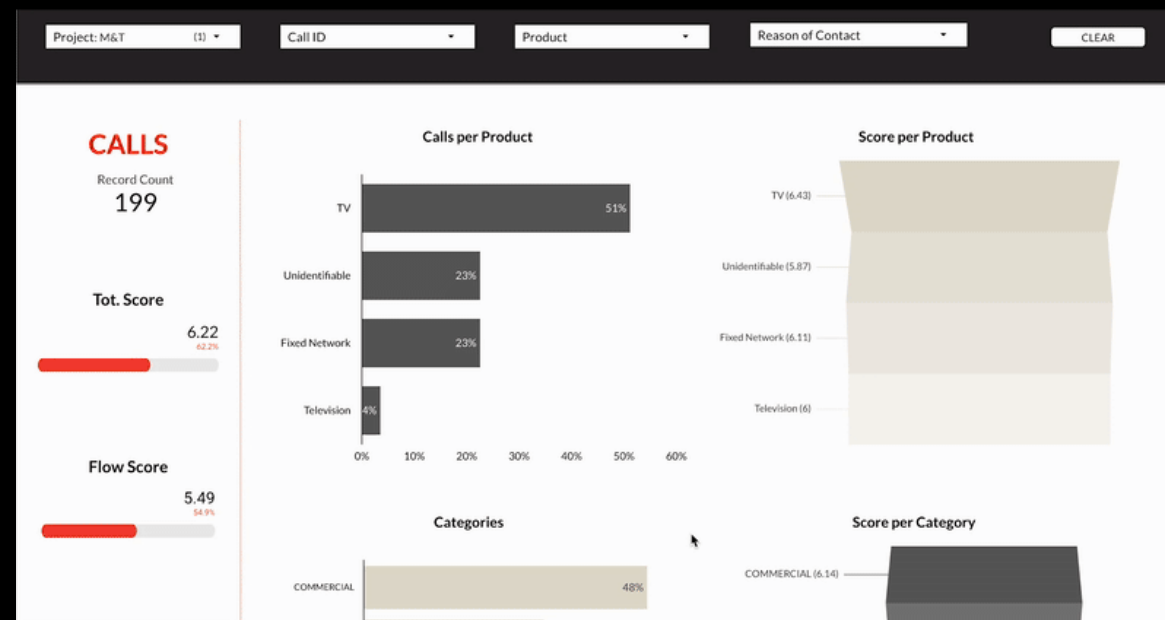 Project: M&T (1)
Call ID
Product
Reason of Contact
CLEAR
CALLS
Record Count
199
Tot. Score
6.22
62.2%
Flow Score
5.49
54.9%
Calls per Product
TV
51%
Unidentifiable
23%
Fixed Network
23%
Television
4%
0% 10% 20% 30% 40% 50% 60%
Score per Product
TV (6.43)
Unidentifiable (5.87)
Fixed Network (6.11)
Television (6)
Categories
COMMERCIAL
48%
Score per Category
COMMERCIAL (6.14)